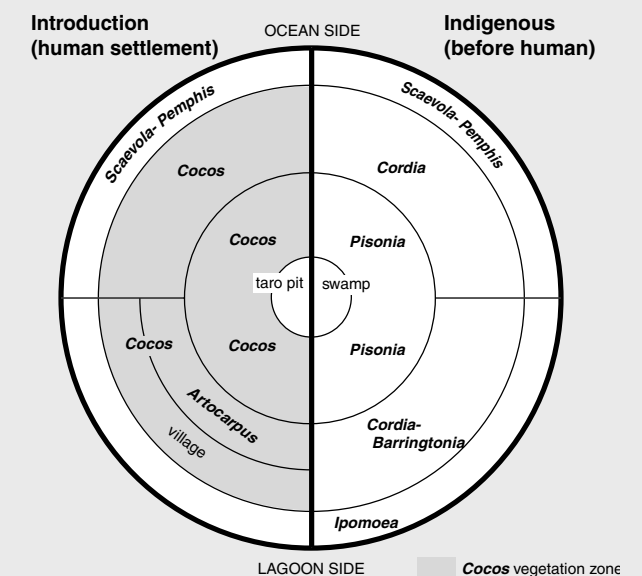 Introduction
(human settlement)
OCEAN SIDE
Indigenous
(before human)
Scaevola- Pemphis
Scaevola- Pemphis
Cocos
Cordia
Cocos
Pisonia
taro pit
swamp
Cocos
Cocos
Pisonia
Artocarpus
village
Cordia-
Barringtonia
Ipomoea
LAGOON SIDE
Cocos vegetation zone